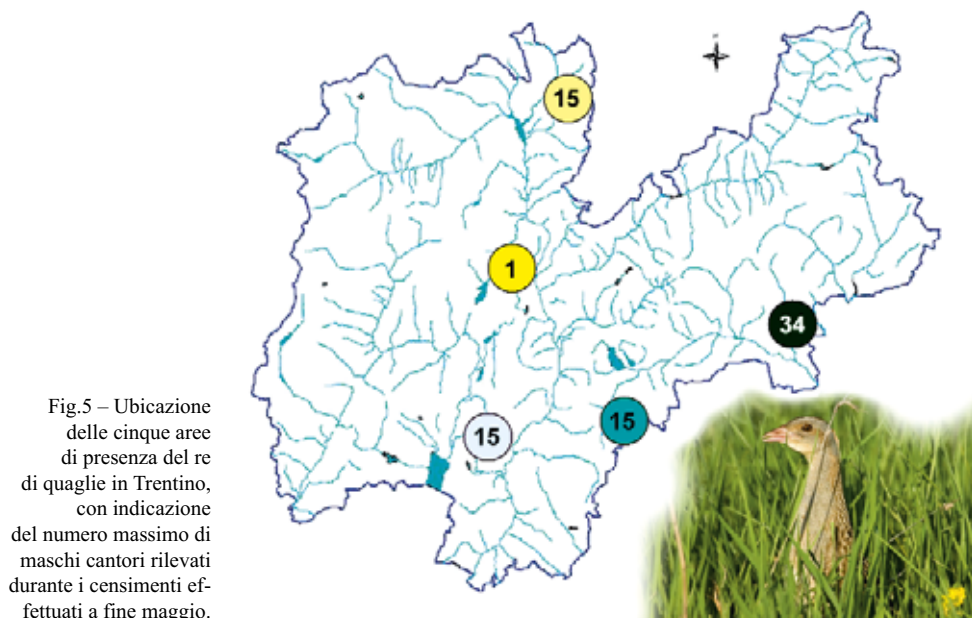 15
1
34
15
15
Fig.5 – Ubicazione
delle cinque aree
di presenza del re
di quaglie in Trentino,
con indicazione
del numero massimo di
maschi cantori rilevati
durante i censimenti ef-
fettuati a fine maggio.